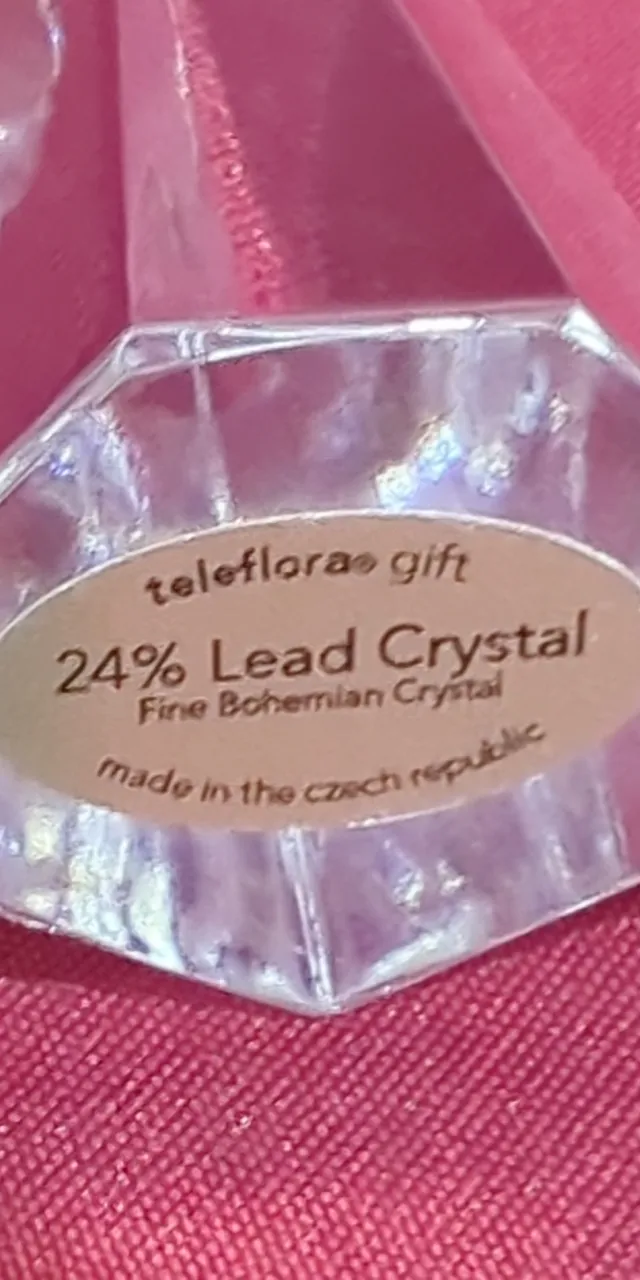 teleflora® gift
24% Lead Crystal
Fine Bohemian Crystal
made in the czech republic